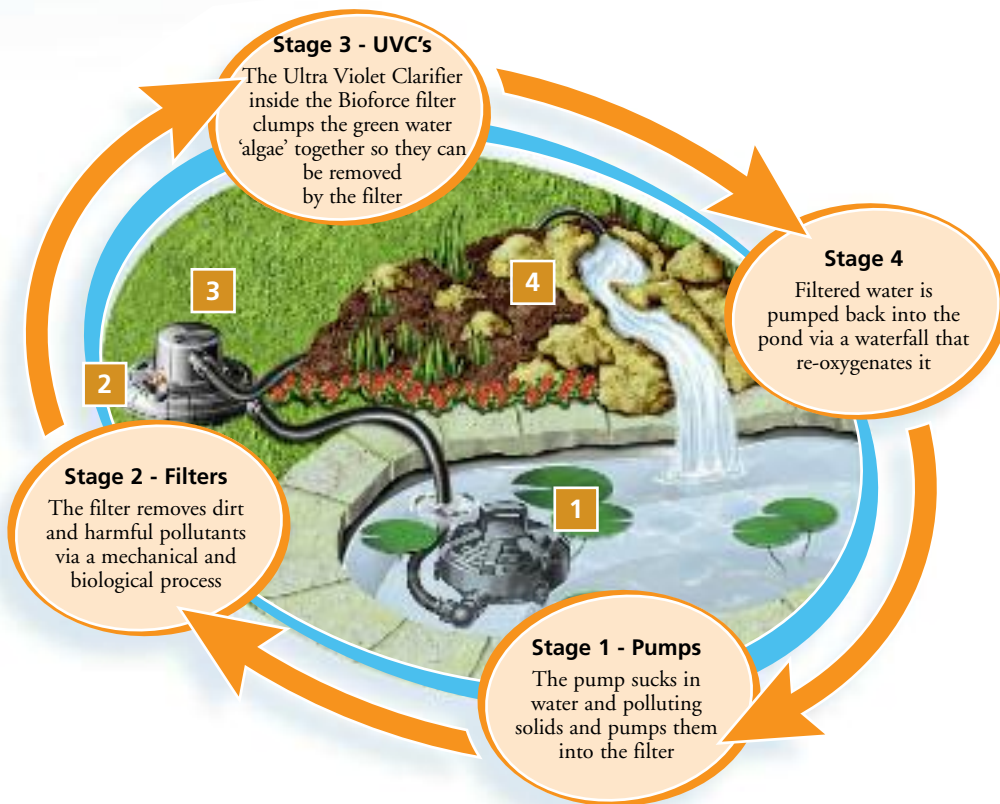 Stage 3 - UVC's
The Ultra Violet Clarifier
inside the Bioforce filter
clumps the green water
'algae' together so they can
be removed
by the filter
3
4
Stage 4
Filtered water is
pumped back into the
pond via a waterfall that
re-oxygenates it
2
Stage 2 - Filters
The filter removes dirt
and harmful pollutants
via a mechanical and
biological process
1
Stage 1 - Pumps
The pump sucks in
water and polluting
solids and pumps them
into the filter